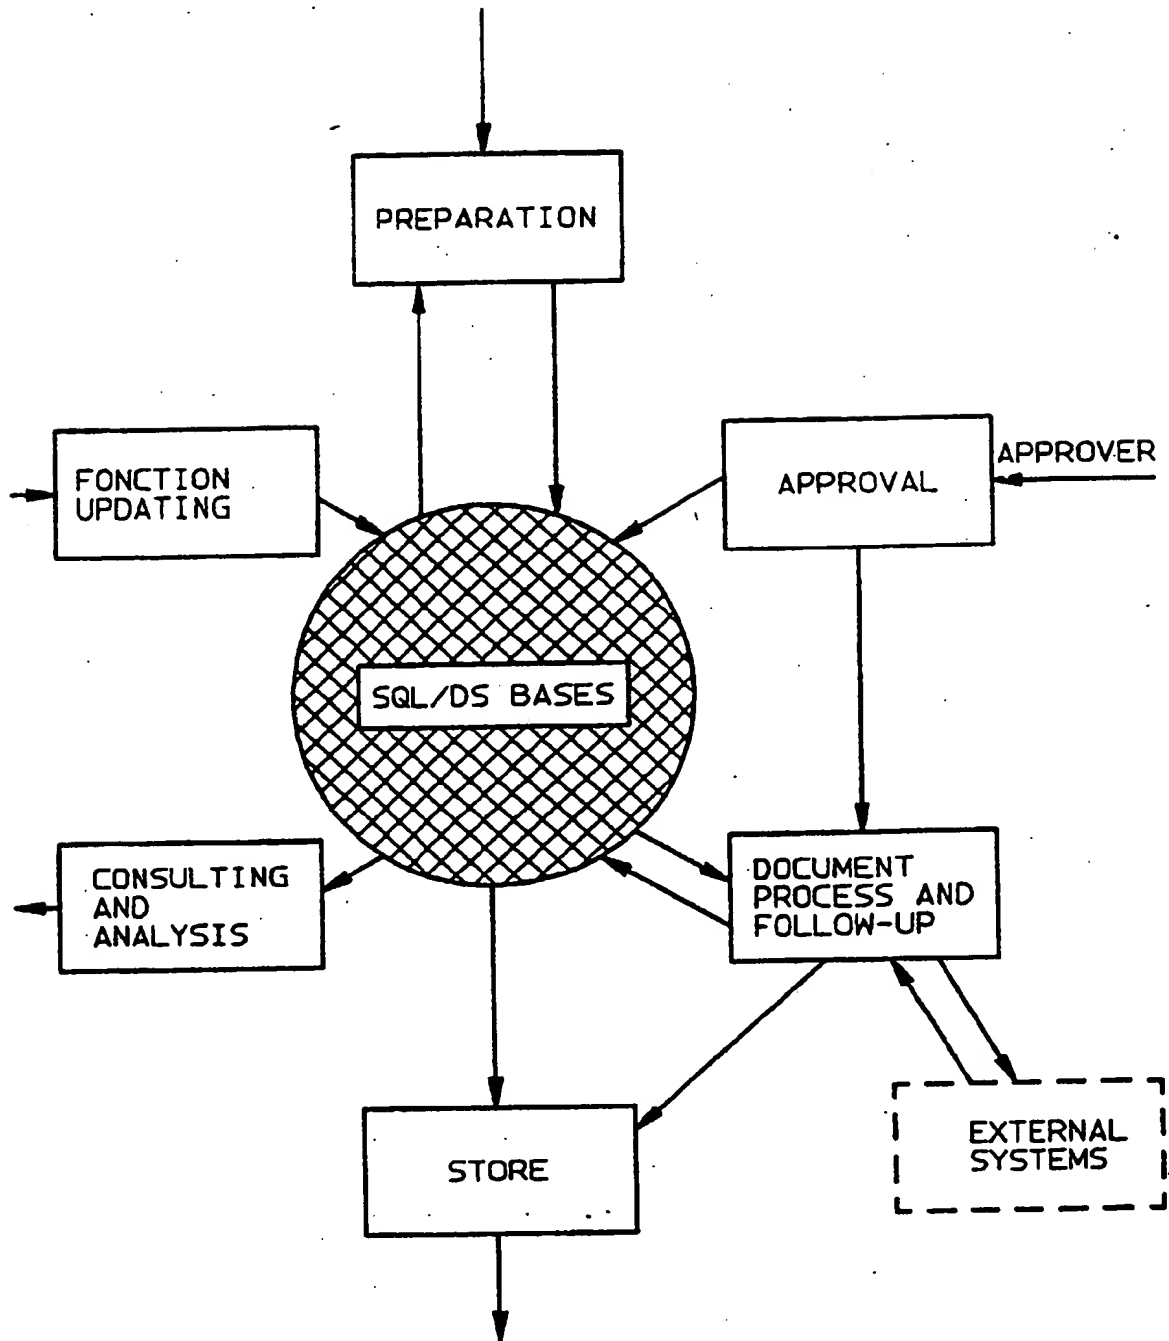 PREPARATION
FONCTION
UPDATING
APPROVAL
APPROVER
SQL/DS BASES
CONSULTING
AND
ANALYSIS
DOCUMENT
PROCESS AND
FOLLOW-UP
STORE
EXTERNAL
SYSTEMS